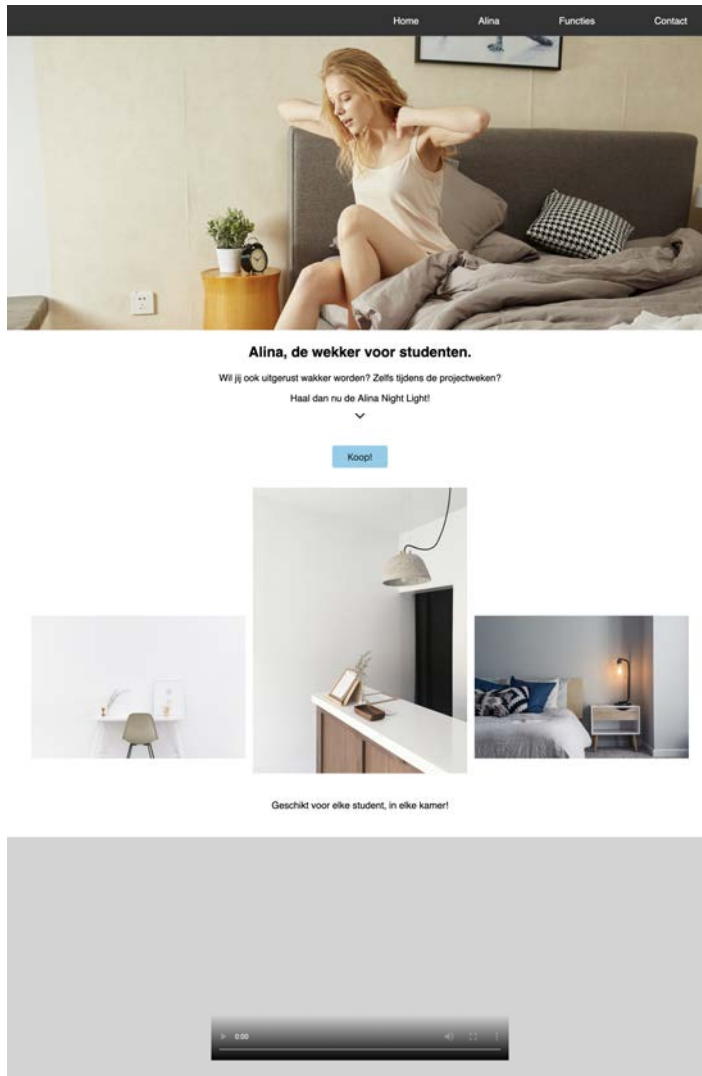 Home Alina Functies Contact
Alina, de wekker voor studenten.
Wil jij ook uitgerust wakker worden? Zelfs tijdens de projectweken?
Haal dan nu de Alina Night Light!
Koop!
Geschikt voor elke student, in elke kamer!
0:00